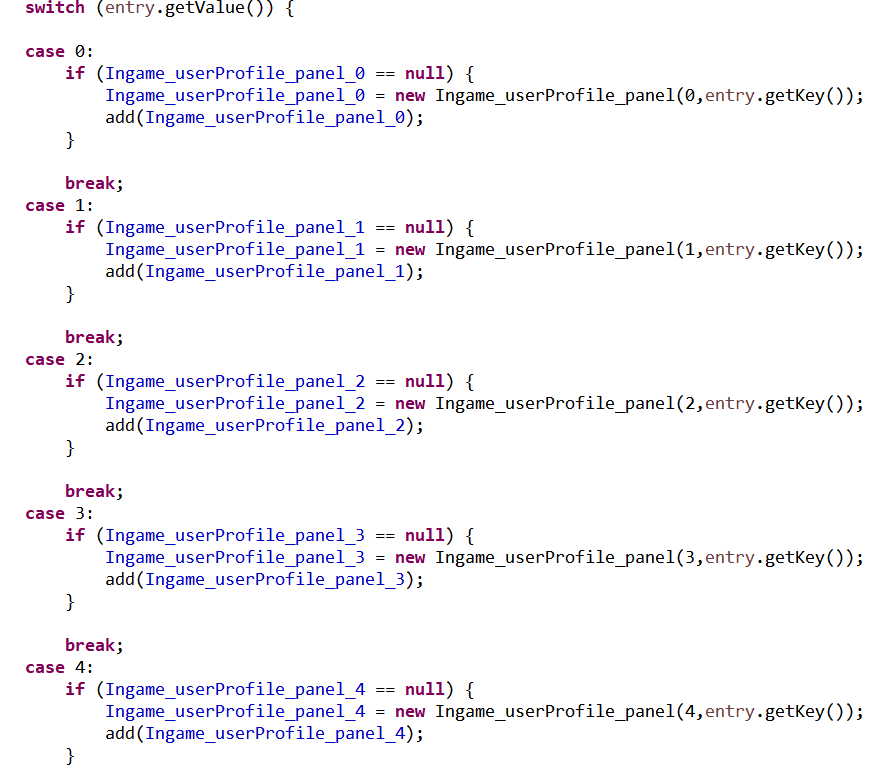 switch (entry.getValue()) {
case 0:
if (Ingame_userProfile_panel_0 == null) {
Ingame_userProfile_panel_0 = new Ingame_userProfile_panel(0,entry.getKey());
add(Ingame_userProfile_panel_0);
}
break;
case 1:
if (Ingame_userProfile_panel_1 == null) {
Ingame_userProfile_panel_1 = new Ingame_userProfile_panel(1,entry.getKey());
add(Ingame_userProfile_panel_1);
}
break;
case 2:
if (Ingame_userProfile_panel_2 == null) {
Ingame_userProfile_panel_2 = new Ingame_userProfile_panel(2,entry.getKey());
add(Ingame_userProfile_panel_2);
}
break;
case 3:
if (Ingame_userProfile_panel_3 == null) {
Ingame_userProfile_panel_3 = new Ingame_userProfile_panel(3,entry.getKey());
add(Ingame_userProfile_panel_3);
}
break;
case 4:
if (Ingame_userProfile_panel_4 == null) {
Ingame_userProfile_panel_4 = new Ingame_userProfile_panel(4,entry.getKey());
add(Ingame_userProfile_panel_4);
}